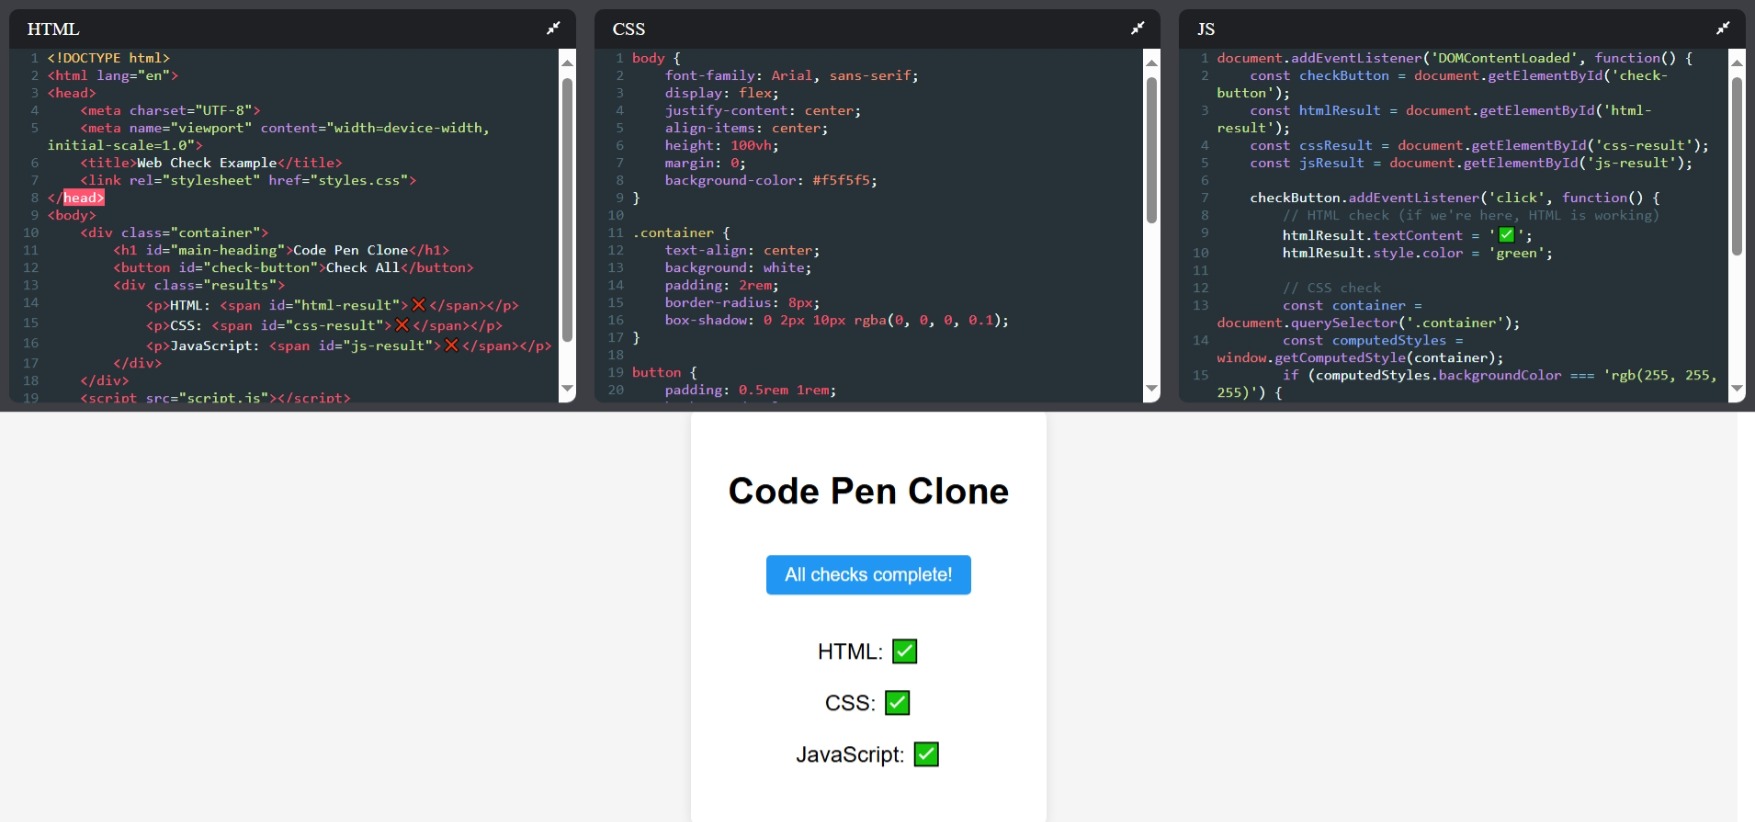 HTML
1 <!DOCTYPE html>
2 <html lang="en">
3 <head>
4 <meta charset="UTF-8">
5 <meta name="viewport" content="width=device-width,
initial-scale=1.0">
6 <title>Web Check Example</title>
7 <link rel="stylesheet" href="styles.css">
8 </head>
9 <body>
10 <div class="container">
11 <h1 id="main-heading">Code Pen Clone</h1>
12 <button id="check-button">Check All</button>
13 <div class="results">
14 <p>HTML: <span id="html-result">❌</span></p>
15 <p>CSS: <span id="css-result">❌</span></p>
16 <p>JavaScript: <span id="js-result">❌</span></p>
17 </div>
18 </div>
19 <script src="script.js"></script>
CSS
1 body {
2 font-family: Arial, sans-serif;
3 display: flex;
4 justify-content: center;
5 align-items: center;
6 height: 100vh;
7 margin: 0;
8 background-color: #f5f5f5;
9 }
10
11 .container {
12 text-align: center;
13 background: white;
14 padding: 2rem;
15 border-radius: 8px;
16 box-shadow: 0 2px 10px rgba(0, 0, 0, 0.1);
17 }
18
19 button {
20 padding: 0.5rem 1rem;
JS
1 document.addEventListener('DOMContentLoaded', function() {
2 const checkButton = document.getElementById('check-
button');
3 const htmlResult = document.getElementById('html-
result');
4 const cssResult = document.getElementById('css-result');
5 const jsResult = document.getElementById('js-result');
6
7 checkButton.addEventListener('click', function() {
8 // HTML check (if we're here, HTML is working)
9 htmlResult.textContent = '✅';
10 htmlResult.style.color = 'green';
11
12 // CSS check
13 const container =
document.querySelector('.container');
14 const computedStyles =
window.getComputedStyle(container);
15 if (computedStyles.backgroundColor === 'rgb(255, 255,
255)') {
Code Pen Clone
All checks complete!
HTML: ✅
CSS: ✅
JavaScript: ✅